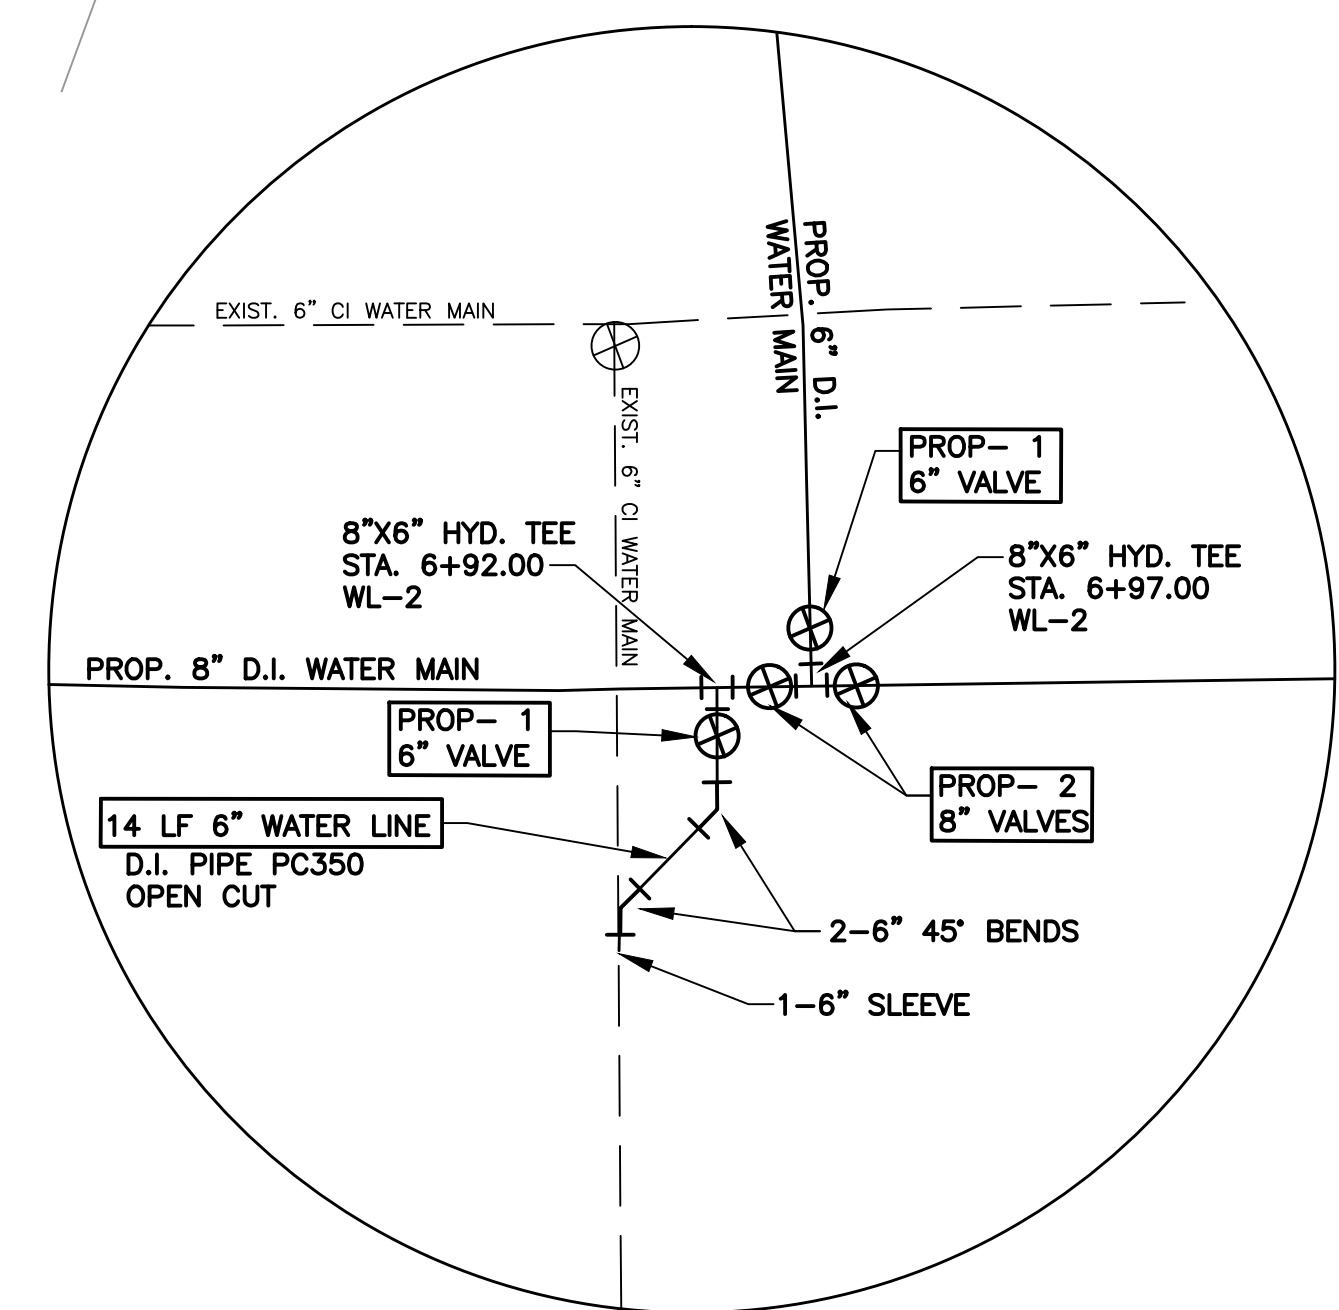 PROP. 6” D.I.
WATER MAIN
EXIST. 6” CI WATER MAIN
EXIST. 6” CI WATER MAIN
PROP- 1
6” VALVE
8”X6” HYD. TEE
STA. 6+92.00
WL-2
8”X6” HYD. TEE
STA. 6+97.00
WL-2
PROP. 8” D.I. WATER MAIN
PROP- 1
6” VALVE
PROP- 2
8” VALVES
14 LF 6” WATER LINE
D.I. PIPE PC350
OPEN CUT
2-6” 45° BENDS
1-6” SLEEVE